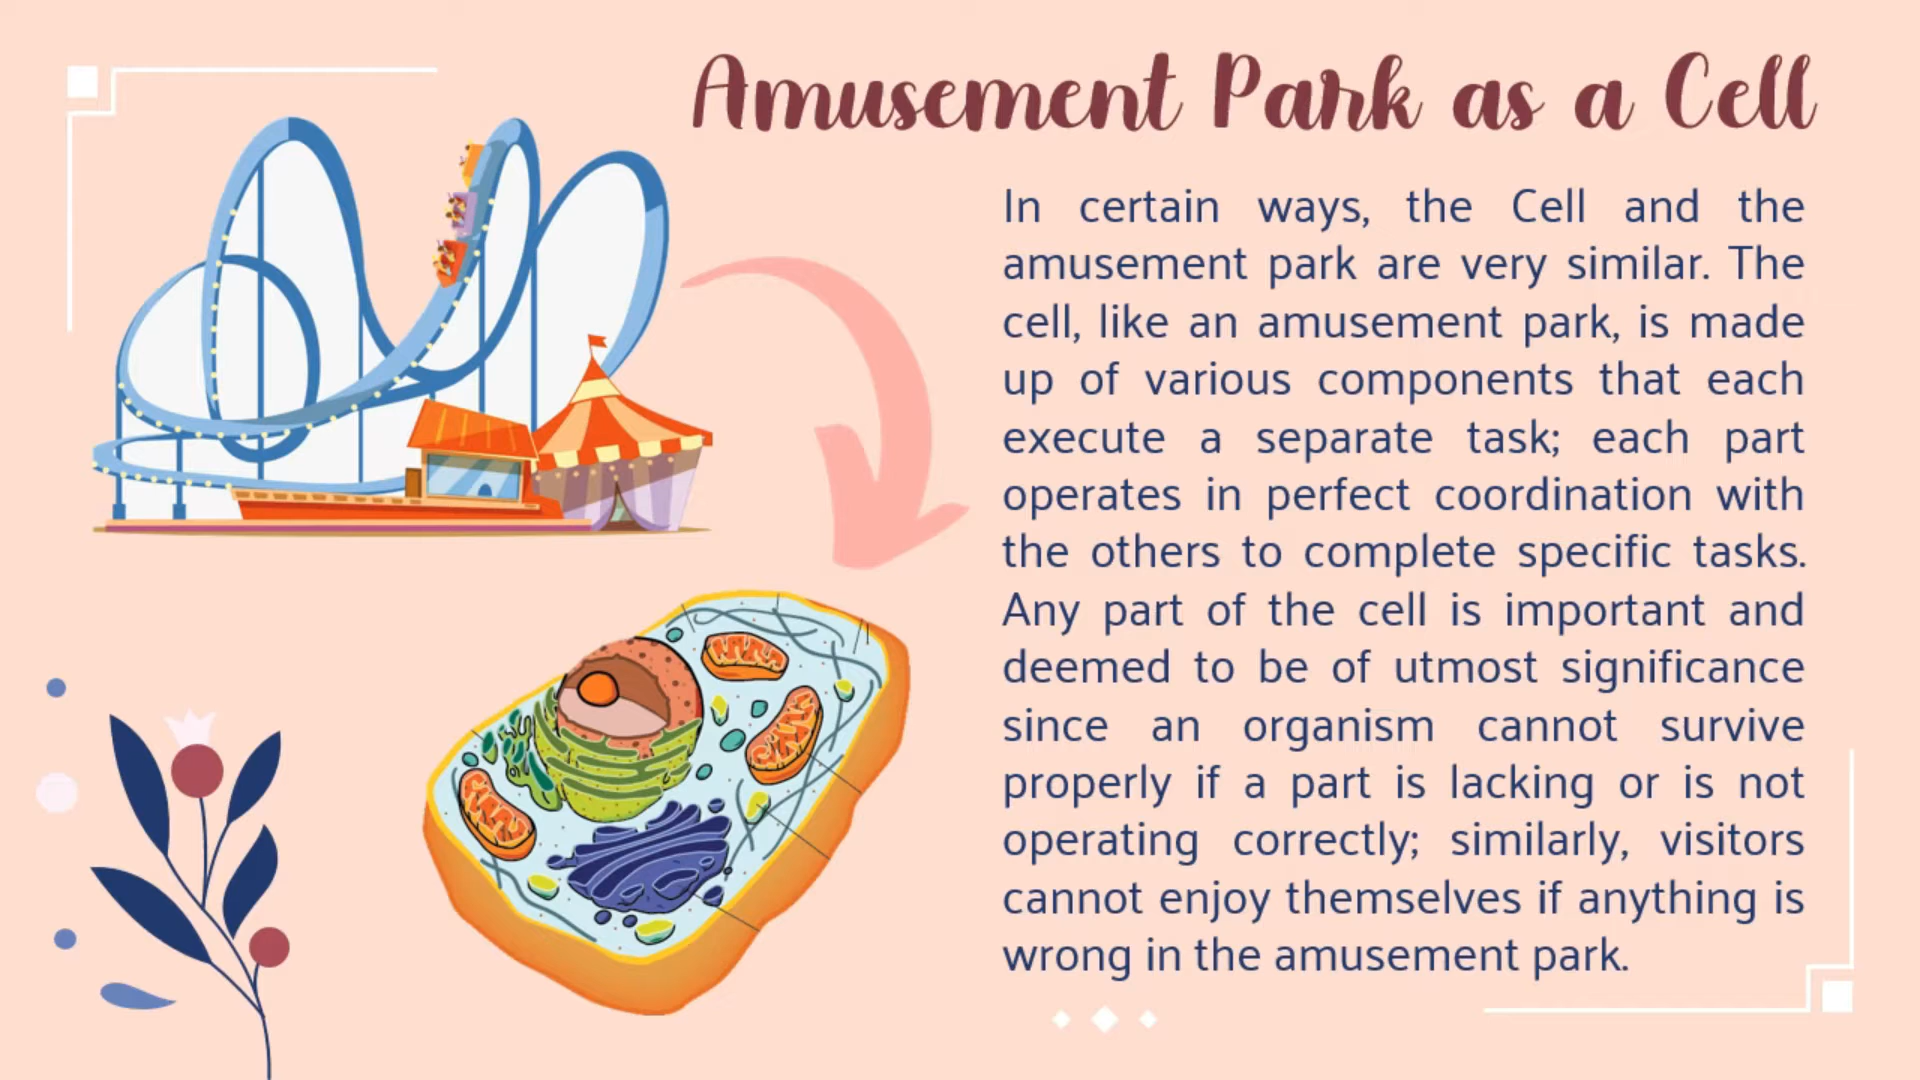 Amusement Park as a Cell
In certain ways, the Cell and the
amusement park are very similar. The
cell, like an amusement park, is made
up of various components that each
execute a separate task; each part
operates in perfect coordination with
the others to complete specific tasks.
Any part of the cell is important and
deemed to be of utmost significance
since an organism cannot survive
properly if a part is lacking or is not
operating correctly; similarly, visitors
cannot enjoy themselves if anything is
wrong in the amusement park.